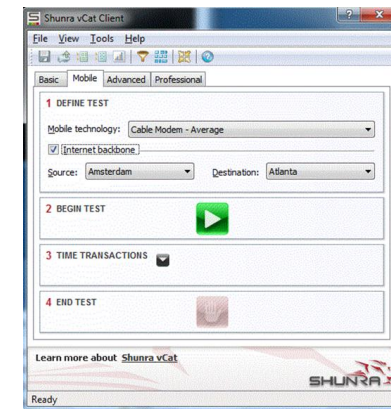 Shunra vCat Client
File View Tools Help
Basic Mobile Advanced Professional
1 DEFINE TEST
Mobile technology: Cable Modem - Average
Internet backbone
Source: Amsterdam Destination: Atlanta
2 BEGIN TEST
3 TIME TRANSACTIONS
4 END TEST
Learn more about Shunra vCat
SHUNRA
Ready